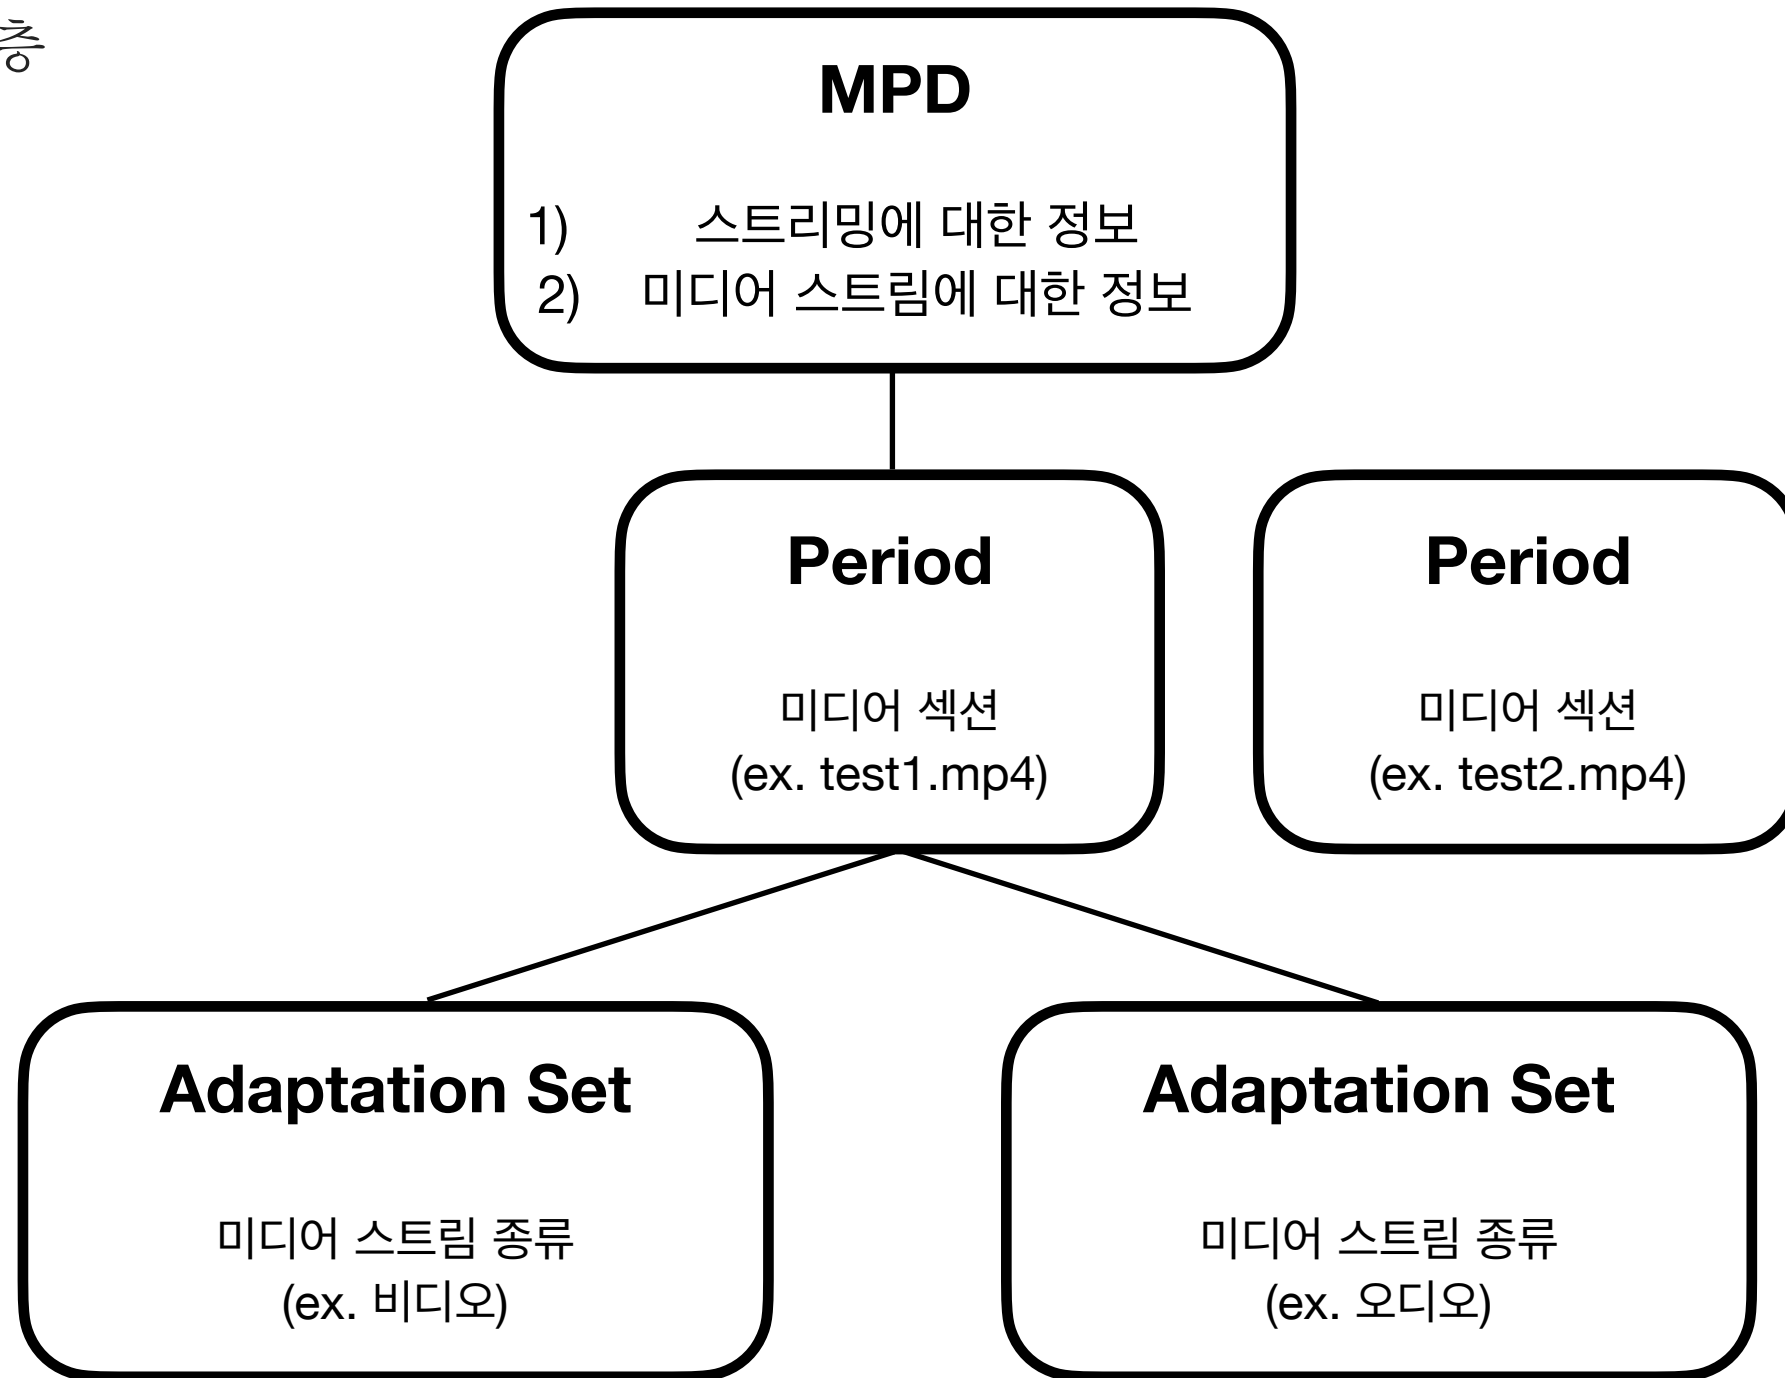 층
MPD
1) 스트리밍에 대한 정보
2) 미디어 스트림에 대한 정보
Period
미디어 섹션
(ex. test1.mp4)
Period
미디어 섹션
(ex. test2.mp4)
Adaptation Set
미디어 스트림 종류
(ex. 비디오)
Adaptation Set
미디어 스트림 종류
(ex. 오디오)